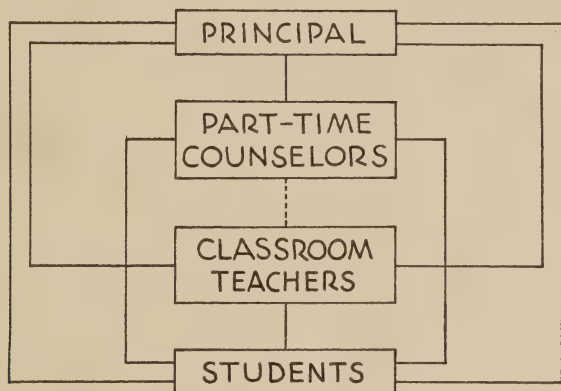 PRINCIPAL
PART-TIME
COUNSELORS
CLASSROOM
TEACHERS
STUDENTS